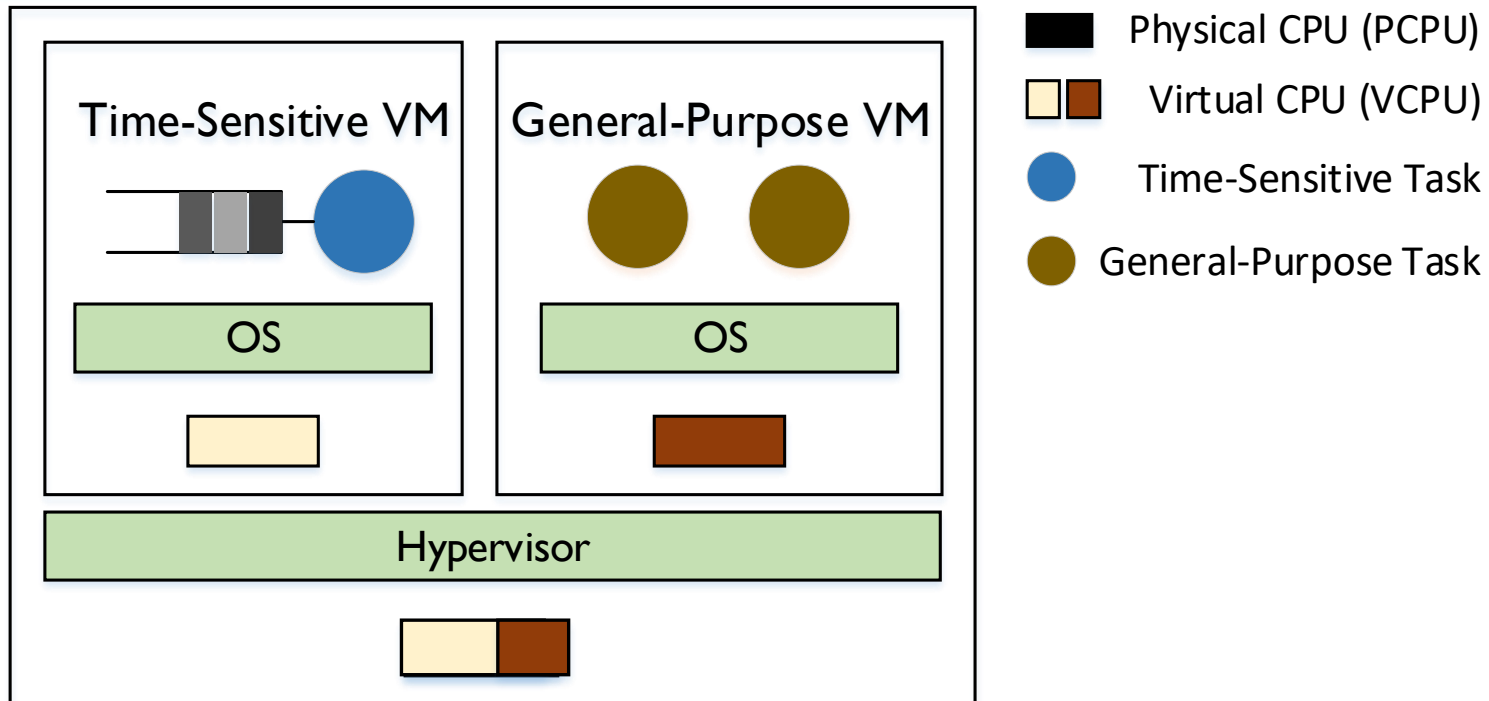 Time-Sensitive VM
General-Purpose VM
OS
OS
Hypervisor
Physical CPU (PCPU)
Virtual CPU (VCPU)
Time-Sensitive Task
General-Purpose Task